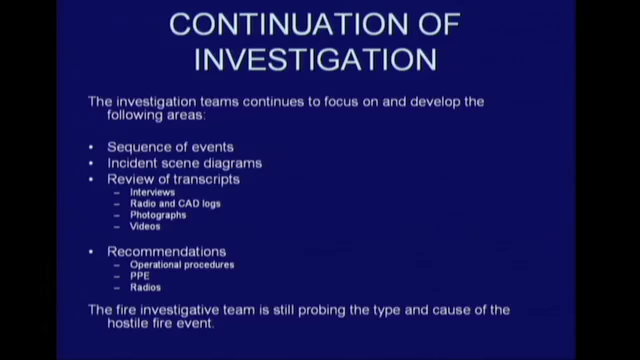 CONTINUATION OF
INVESTIGATION
The investigation teams continues to focus on and develop the
following areas:
• Sequence of events
• Incident scene diagrams
• Review of transcripts
– Interviews
– Radio and CAD logs
– Photographs
– Videos
• Recommendations
– Operational procedures
– PPE
– Radios
The fire investigative team is still probing the type and cause of the
hostile fire event.